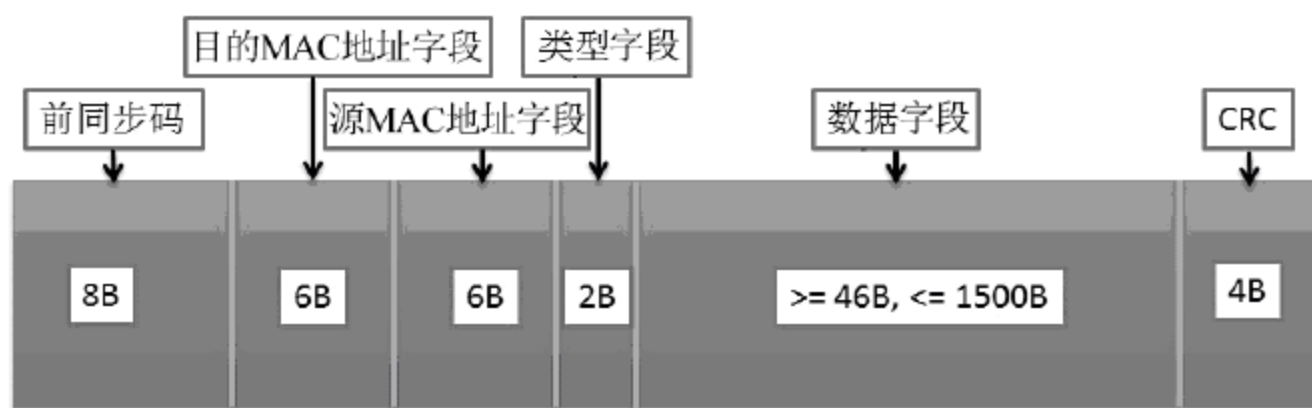 目的MAC地址字段
类型字段
前同步码
源MAC地址字段
数据字段
CRC
8B
6B
6B
2B
>= 46B, <= 1500B
4B